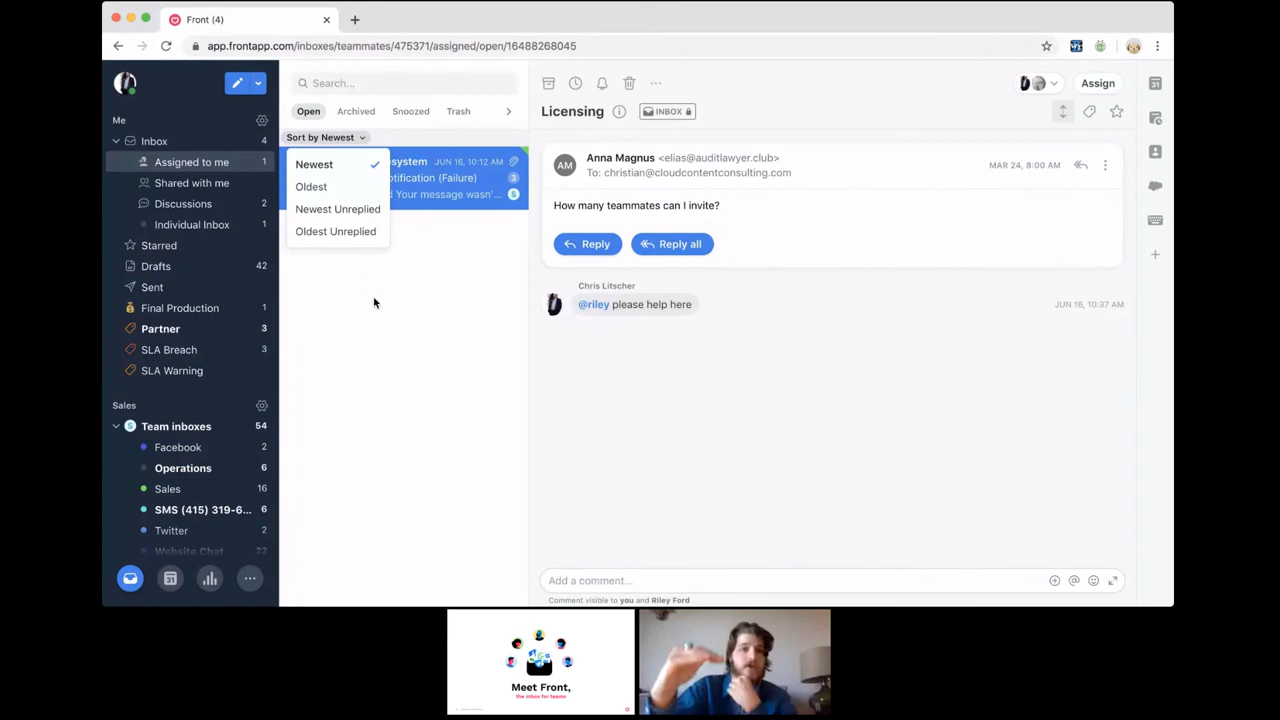 Front (4)
app.frontapp.com/inboxes/teammates/475371/assigned/open/16488268045
Me
Inbox 4
Assigned to me 1
Shared with me
Discussions 2
Individual Inbox 1
Starred
Drafts 42
Sent
Final Production 1
Partner 3
SLA Breach 3
SLA Warning
Sales
Team inboxes 54
Facebook 2
Operations 6
Sales 16
SMS (415) 319-6... 6
Twitter 2
Website Chat 22
31
Search...
Open Archived Snoozed Trash
Sort by Newest
Newest
Oldest
Newest Unreplied
Oldest Unreplied
system JUN 16, 10:12 AM
tification (Failure) 3
d Your message wasn'... S
Assign
Licensing INBOX
AM
Anna Magnus <elias@auditlawyer.club> MAR 24, 8:00 AM
To: christian@cloudcontentconsulting.com
How many teammates can I invite?
Reply Reply all
Chris Litscher
@riley please help here JUN 16, 10:37 AM
Add a comment...
Comment visible to you and Riley Ford
31
Meet Front,
the inbox for teams